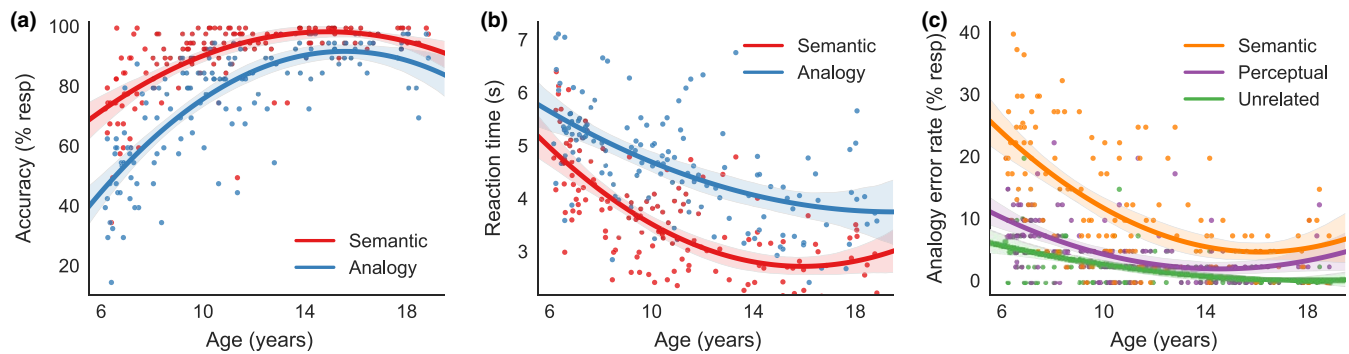 (a)
Accuracy (% resp)
100
80
60
40
20
Semantic
Analogy
6
10
14
18
Age (years)
(b)
Reaction time (s)
7
6
5
4
3
Semantic
Analogy
6
10
14
18
Age (years)
(c)
Analogy error rate (% resp)
40
30
20
10
0
Semantic
Perceptual
Unrelated
6
10
14
18
Age (years)